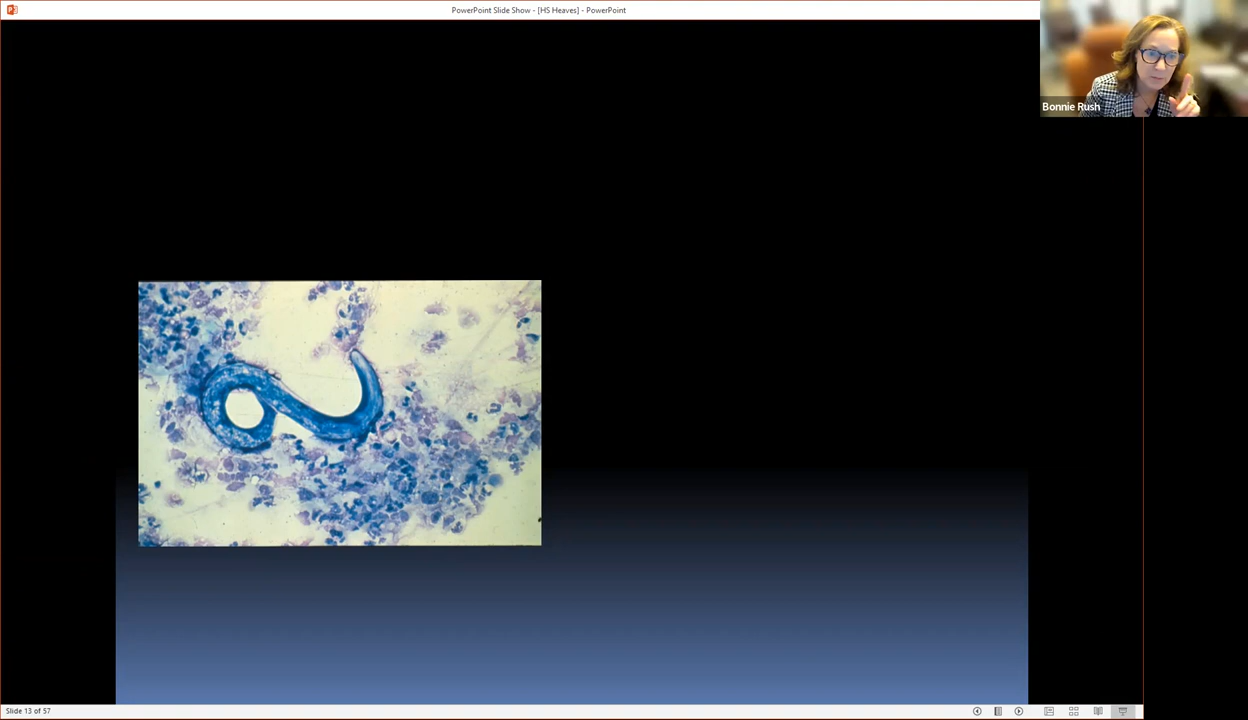 PowerPoint Slide Show - [HS Heaves] - PowerPoint
Bonnie Rush
Slide 13 of 57